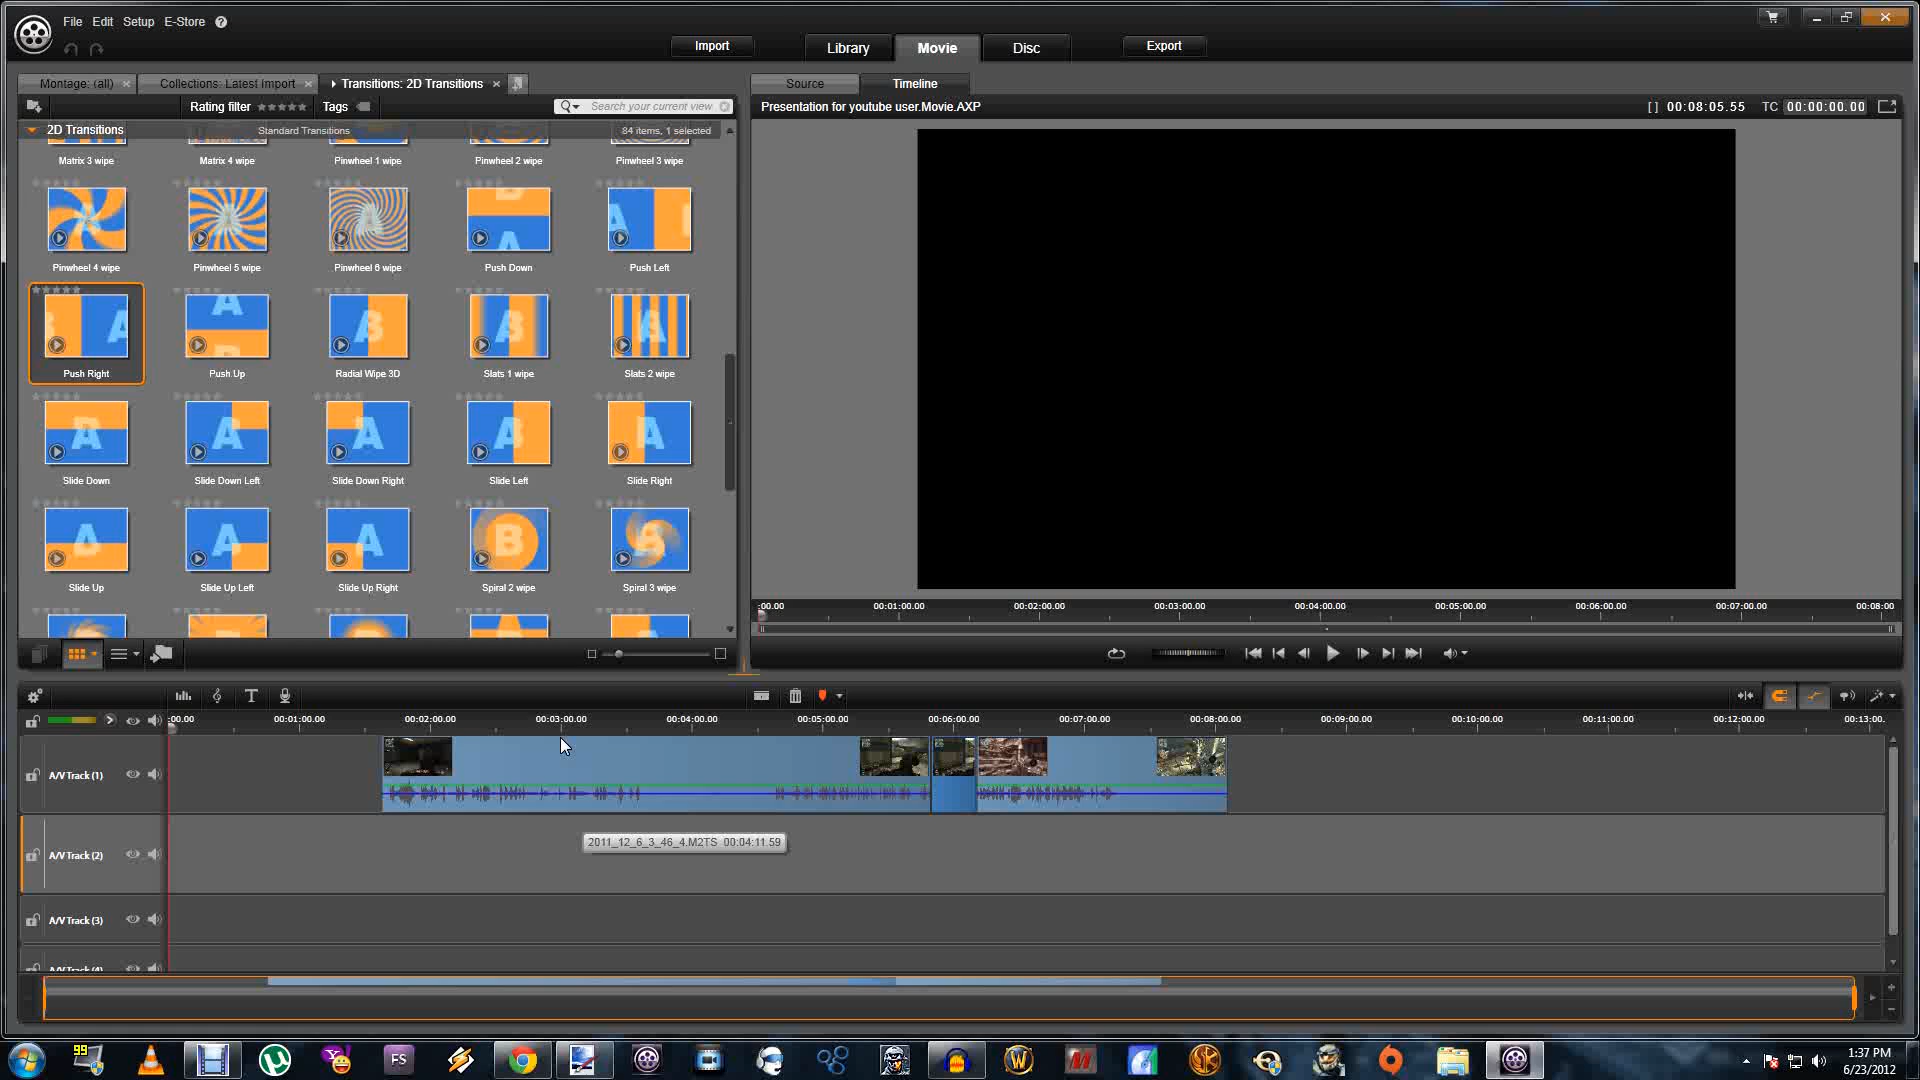 File Edit Setup E-Store ?
Import Library Movie Disc Export
Montage: (all) × Collections: Latest Import × Transitions: 2D Transitions ×
Source Timeline
Rating filter Tags Search your current view
Presentation for youtube user.Movie.AXP [ ] 00:08:05.55 TC 00:00:00.00
2D Transitions Standard Transitions 84 items, 1 selected
Matrix 3 wipe Matrix 4 wipe Pinwheel 1 wipe Pinwheel 2 wipe Pinwheel 3 wipe
Pinwheel 4 wipe Pinwheel 5 wipe Pinwheel 6 wipe Push Down Push Left
Push Right Push Up Radial Wipe 3D Slats 1 wipe Slats 2 wipe
Slide Down Slide Down Left Slide Down Right Slide Left Slide Right
Slide Up Slide Up Left Slide Up Right Spiral 2 wipe Spiral 3 wipe
:00.00 00:01:00.00 00:02:00.00 00:03:00.00 00:04:00.00 00:05:00.00 00:06:00.00 00:07:00.00 00:08:00
:00.00 00:01:00.00 00:02:00.00 00:03:00.00 00:04:00.00 00:05:00.00 00:06:00.00 00:07:00.00 00:08:00.00 00:09:00.00 00:10:00.00 00:11:00.00 00:12:00.00 00:13:00.
A/V Track (1)
2011_12_6_3_46_4.M2TS 00:04:11.59
A/V Track (2)
A/V Track (3)
A/V Track (4)
99
FS
1:37 PM
6/23/2012